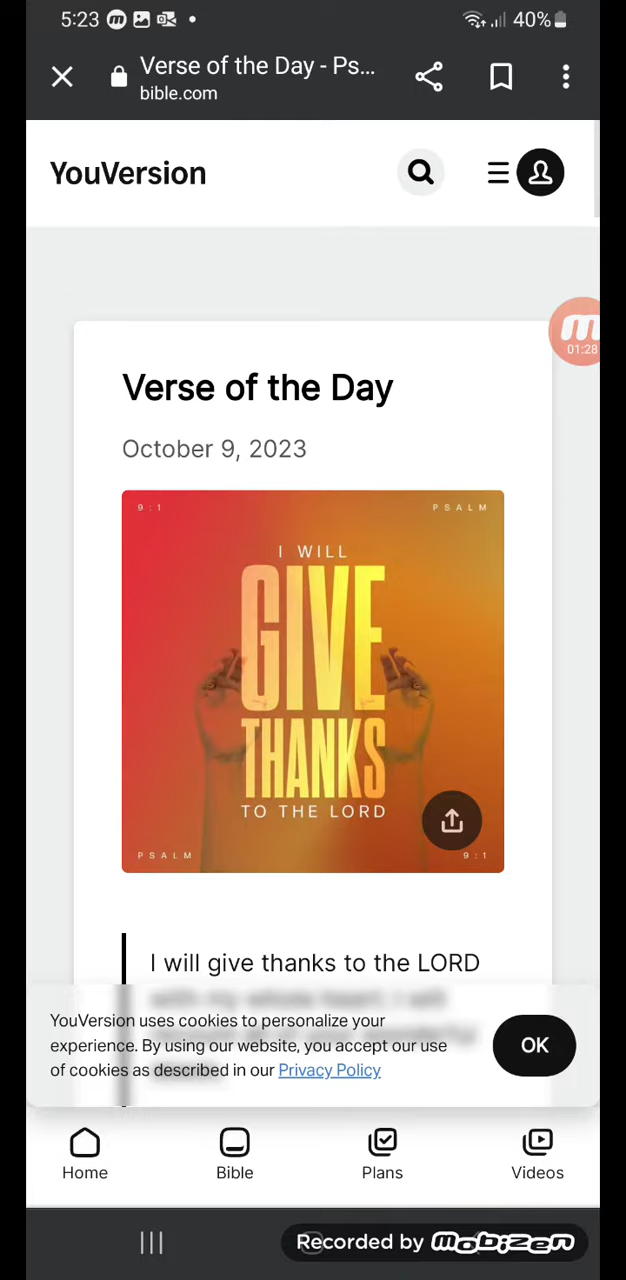 5:23
40%
Verse of the Day - Ps...
bible.com
YouVersion
01:28
Verse of the Day
October 9, 2023
9:1 PSALM
I WILL
GIVE
THANKS
TO THE LORD
PSALM 9:1
I will give thanks to the LORD
YouVersion uses cookies to personalize your
experience. By using our website, you accept our use
of cookies as described in our Privacy Policy
OK
Home Bible Plans Videos
Recorded by mobizen